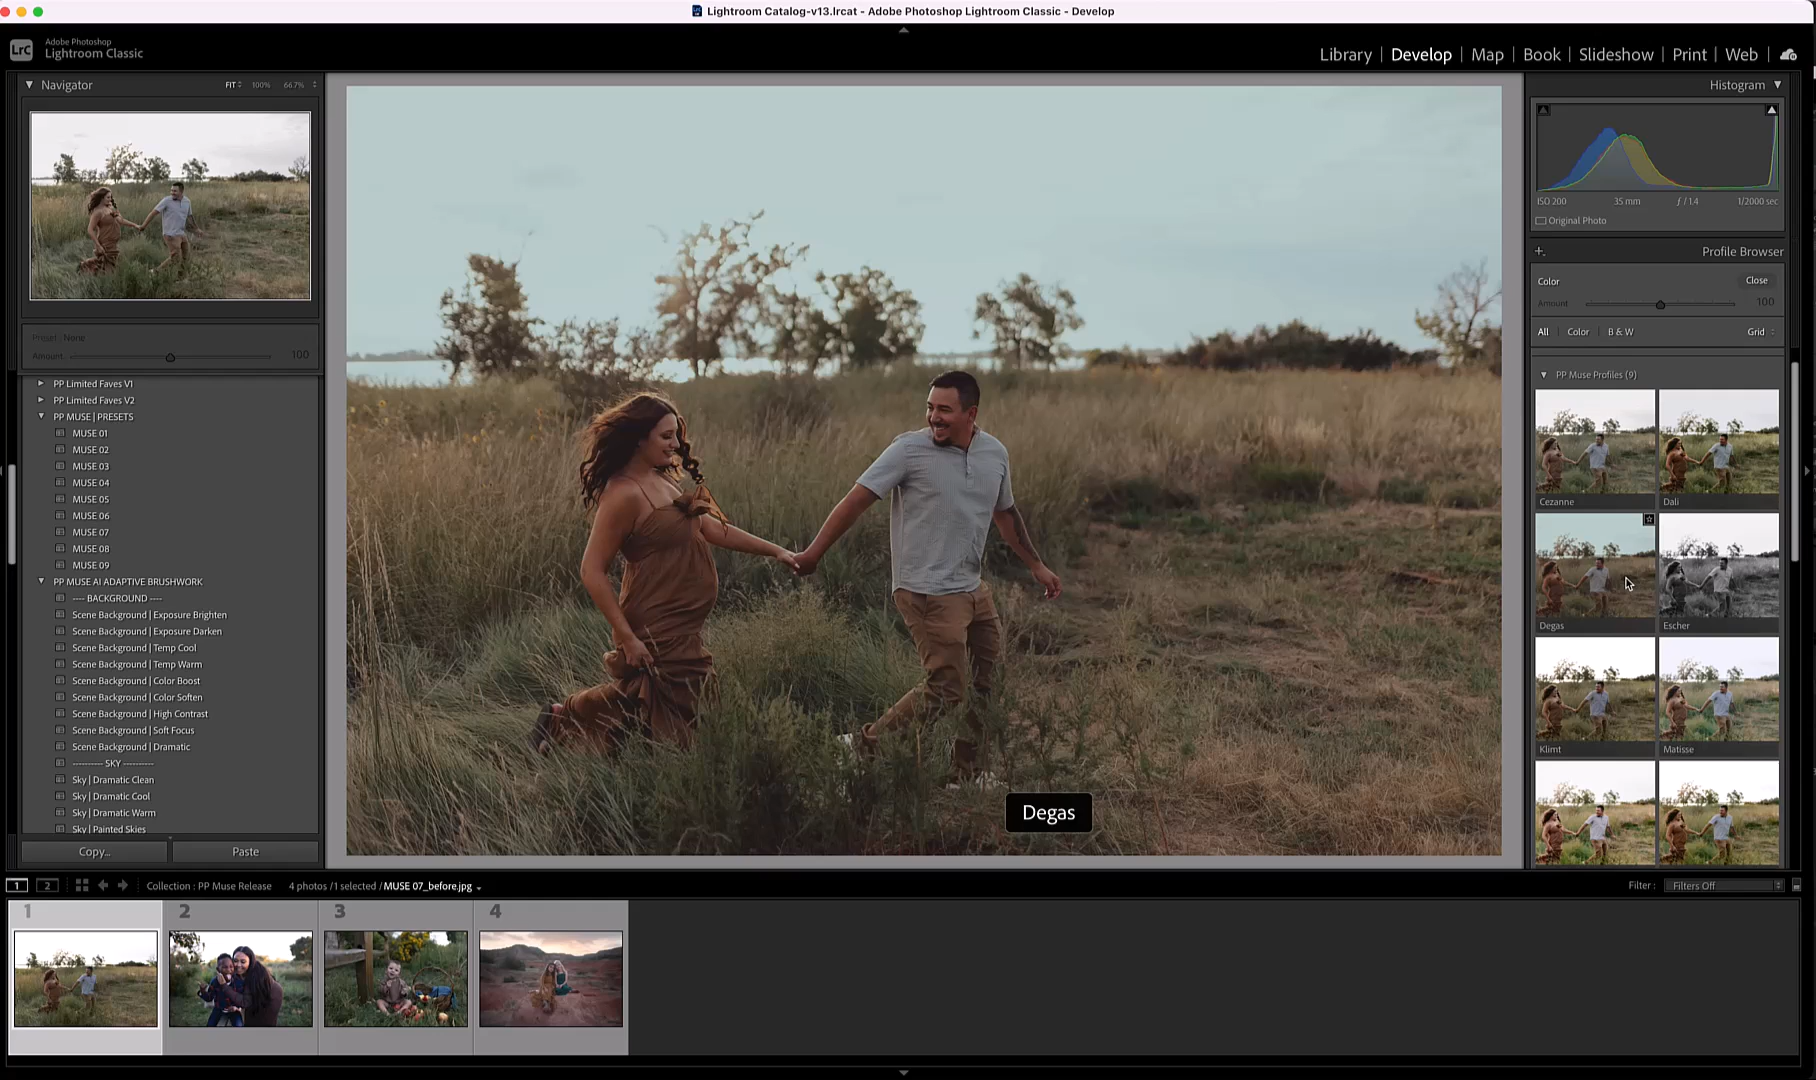 Lightroom Catalog-v13.lrcat - Adobe Photoshop Lightroom Classic - Develop
LrC
Adobe Photoshop
Lightroom Classic
Library | Develop | Map | Book | Slideshow | Print | Web
Navigator
FIT
100%
66.7%
Preset: None
Amount
100
PP Limited Faves V1
PP Limited Faves V2
PP MUSE | PRESETS
MUSE 01
MUSE 02
MUSE 03
MUSE 04
MUSE 05
MUSE 06
MUSE 07
MUSE 08
MUSE 09
PP MUSE AI ADAPTIVE BRUSHWORK
---- BACKGROUND ----
Scene Background | Exposure Brighten
Scene Background | Exposure Darken
Scene Background | Temp Cool
Scene Background | Temp Warm
Scene Background | Color Boost
Scene Background | Color Soften
Scene Background | High Contrast
Scene Background | Soft Focus
Scene Background | Dramatic
---------- SKY ----------
Sky | Dramatic Clean
Sky | Dramatic Cool
Sky | Dramatic Warm
Sky | Painted Skies
Copy...
Paste
Degas
Histogram
ISO 200
35 mm
ƒ / 1.4
1/2000 sec
Original Photo
Profile Browser
Color
Close
Amount
100
All | Color | B & W
Grid
PP Muse Profiles (9)
Cezanne
Dali
Degas
Escher
Klimt
Matisse
1
2
Collection : PP Muse Release
4 photos / 1 selected / MUSE 07_before.jpg
Filter :
Filters Off
1
2
3
4